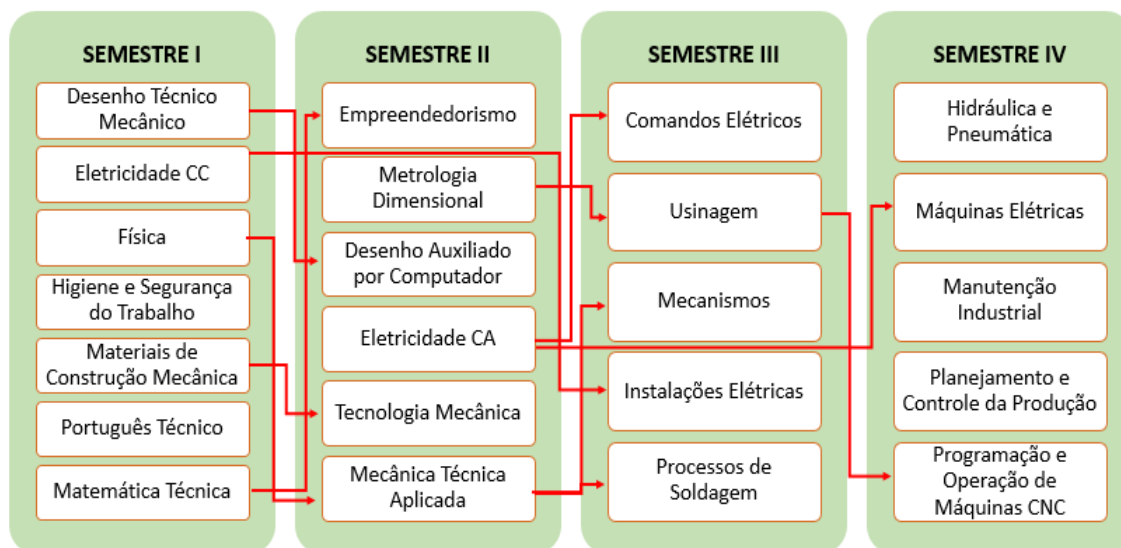 SEMESTRE I
Desenho Técnico
Mecânico
Eletricidade CC
Física
Higiene e Segurança
do Trabalho
Materiais de
Construção Mecânica
Português Técnico
Matemática Técnica
SEMESTRE II
Empreendedorismo
Metrologia
Dimensional
Desenho Auxiliado
por Computador
Eletricidade CA
Tecnologia Mecânica
Mecânica Técnica
Aplicada
SEMESTRE III
Comandos Elétricos
Usinagem
Mecanismos
Instalações Elétricas
Processos de
Soldagem
SEMESTRE IV
Hidráulica e
Pneumática
Máquinas Elétricas
Manutenção
Industrial
Planejamento e
Controle da Produção
Programação e
Operação de
Máquinas CNC